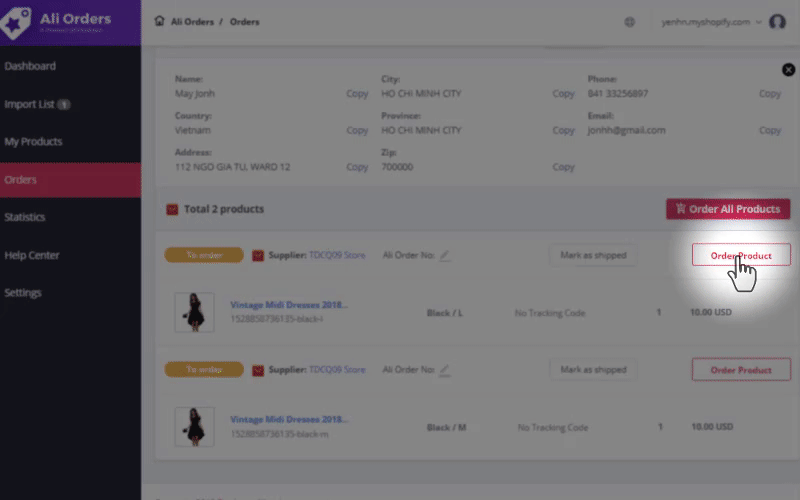 Ali Orders
Ali Orders / Orders
yenhn.myshopify.com
Dashboard
Import List 1
My Products
Orders
Statistics
Help Center
Settings
Name:
May Jonh
Copy
City:
HO CHI MINH CITY
Copy
Phone:
841 33256897
Copy
Country:
Vietnam
Copy
Province:
HO CHI MINH CITY
Copy
Email:
jonhh@gmail.com
Copy
Address:
112 NGO GIA TU, WARD 12
Copy
Zip:
700000
Copy
Total 2 products
Order All Products
To order
Supplier: TDCQ09 Store
Ali Order No:
Mark as shipped
Order Product
Vintage Midi Dresses 2018...
1528858736135-black-l
Black / L
No Tracking Code
1
10.00 USD
To order
Supplier: TDCQ09 Store
Ali Order No:
Mark as shipped
Order Product
Vintage Midi Dresses 2018...
1528858736135-black-m
Black / M
No Tracking Code
1
10.00 USD